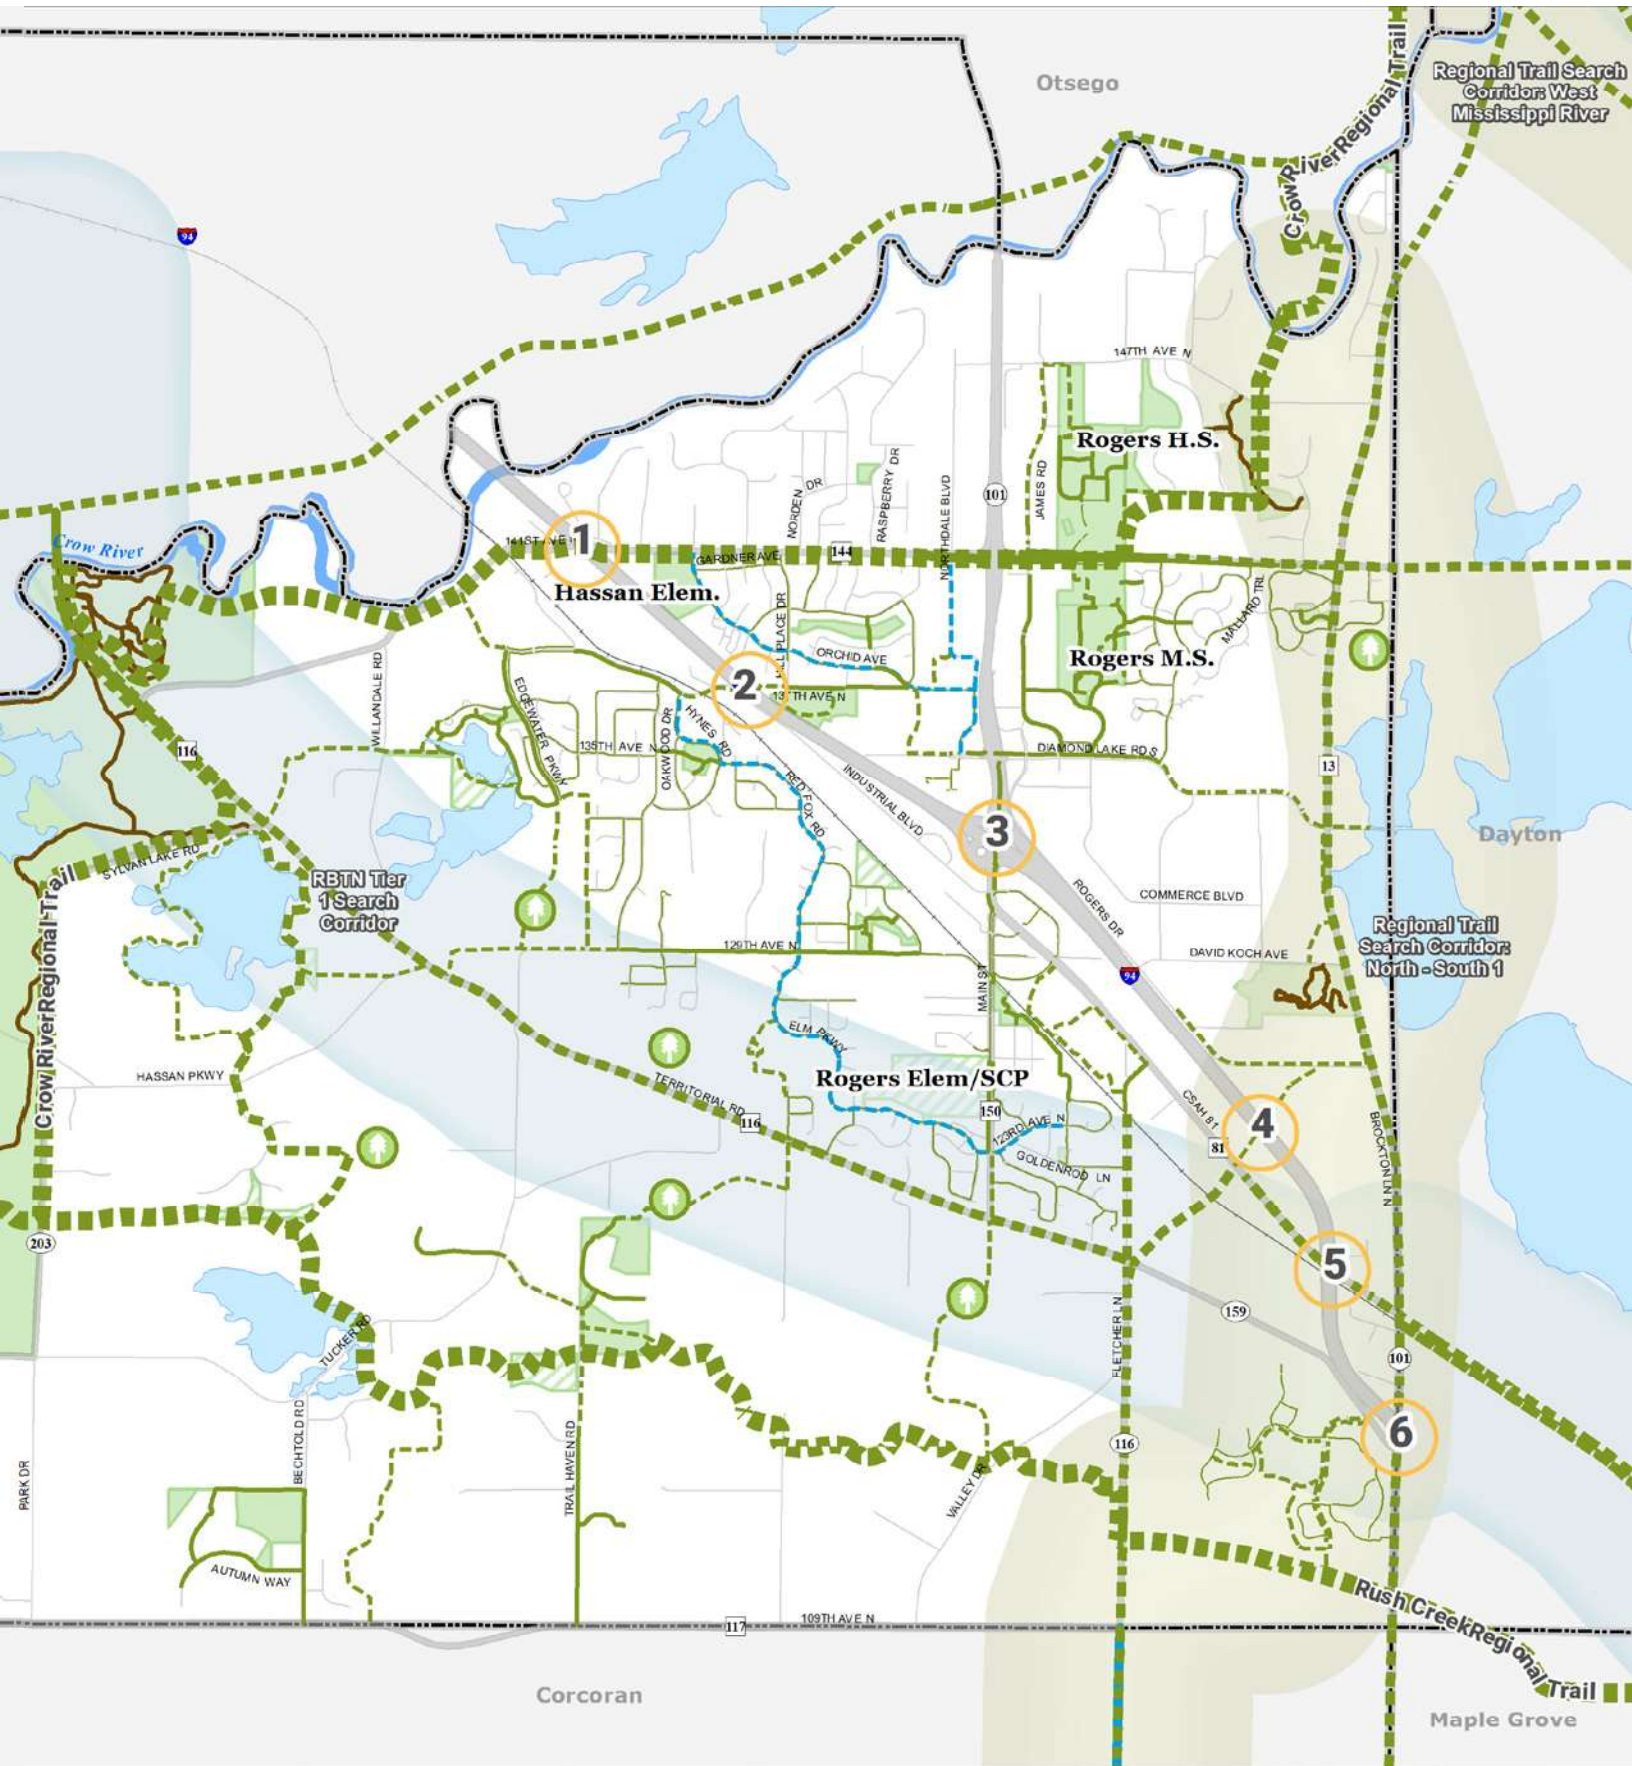 Otsego
Regional Trail Search
Corridor: West
Mississippi River
Crow RiverRegional Trail
94
147TH AVE N
Rogers H.S.
NORDEN DR
RASPBERRY DR
NORTHDALE BLVD
101
JAMES RD
Crow River
141ST AVE N
1
GARDNER AVE
144
Hassan Elem.
PLACE DR
MALLARD TRL
ORCHID AVE
Rogers M.S.
2
137TH AVE N
WILLANDALE RD
EDGEWATER PKWY
OAKWOOD DR
HYNES RD
135TH AVE N
116
DIAMOND LAKE RD S
13
RED FOX RD
INDUSTRIAL BLVD
3
Dayton
SYLVAN LAKE RD
RBTN Tier
1 Search
Corridor
ROGERS DR
COMMERCE BLVD
Regional Trail
Search Corridor:
North - South 1
Crow RiverRegional Trail
129TH AVE N
DAVID KOCH AVE
94
MAIN ST
ELM PKWY
HASSAN PKWY
TERRITORIAL RD
116
Rogers Elem/SCP
150
123RD AVE N
CSAH 81
81
4
BROCKTON LN N
GOLDENROD LN
203
5
159
TUCKER RD
FLETCHER LN
101
6
116
PARK DR
BECHTOLD RD
TRAIL HAVEN RD
VALLEY DR
AUTUMN WAY
Rush CreekRegional Trail
117
109TH AVE N
Corcoran
Maple Grove